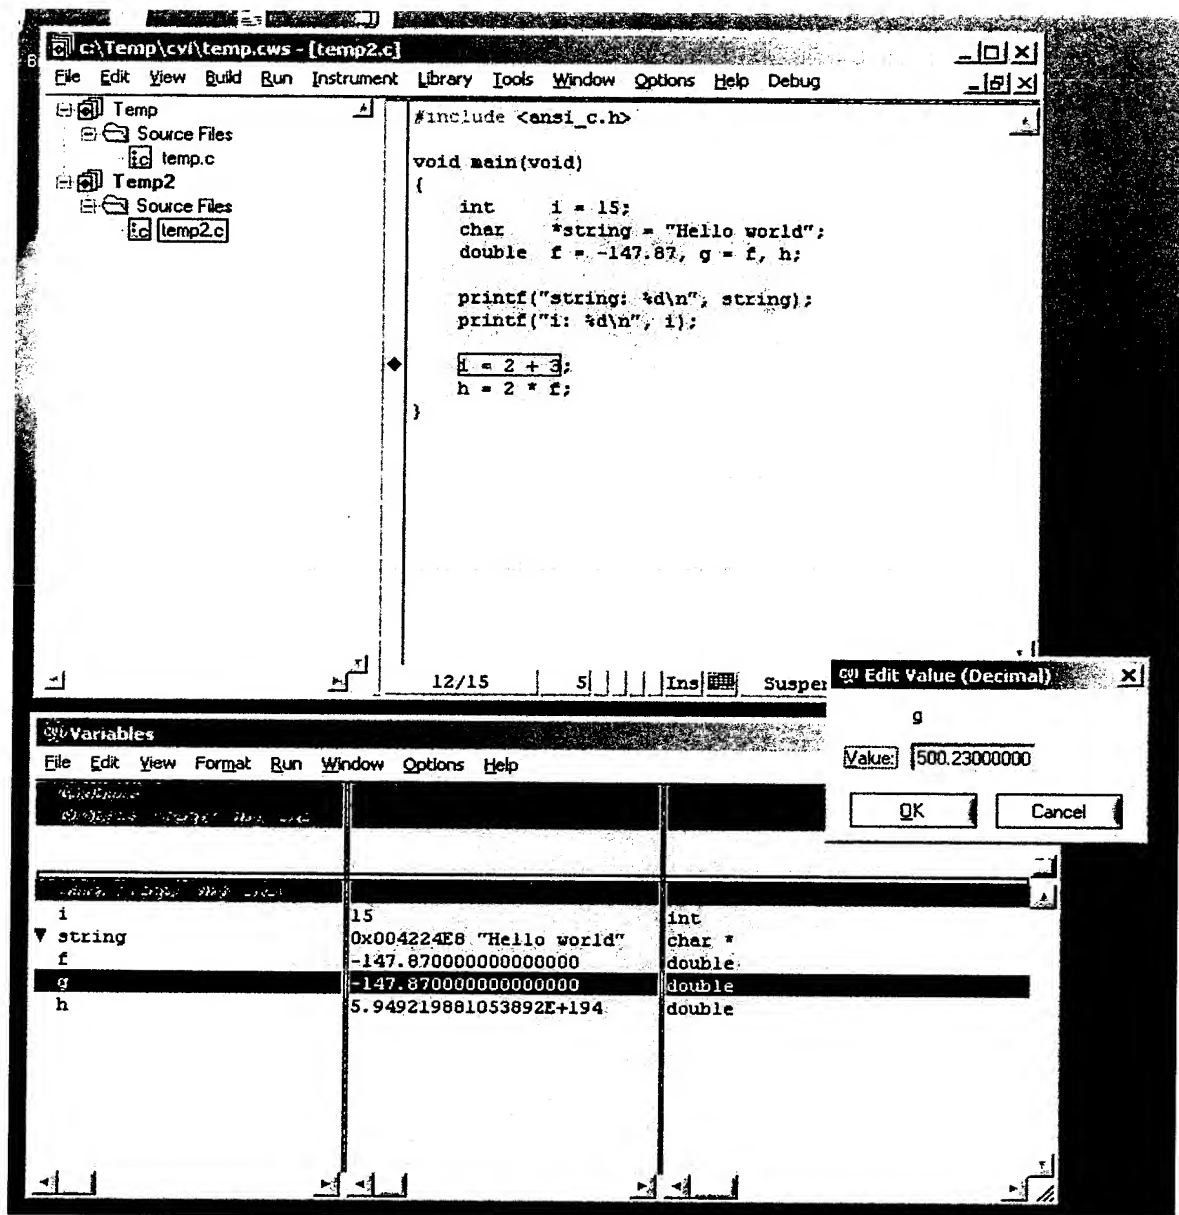 c:\Temp\cvi\temp.cws - [temp2.c]
File Edit View Build Run Instrument Library Tools Window Options Help Debug
Temp
Source Files
temp.c
Temp2
Source Files
temp2.c
#include <ansi_c.h>
void main(void)
{
int i = 15;
char *string = "Hello world";
double f = -147.87, g = f, h;
printf("string: %d\n", string);
printf("i: %d\n", i);
i = 2 + 3;
h = 2 * f;
}
12/15 5 Ins Suspe
CVI Edit Value (Decimal)
g
Value: 500.23000000
OK Cancel
CVI Variables
File Edit View Format Run Window Options Help
i 15 int
string 0x004224E8 "Hello world" char *
f -147.870000000000000 double
g -147.870000000000000 double
h 5.949219881053892E+194 double